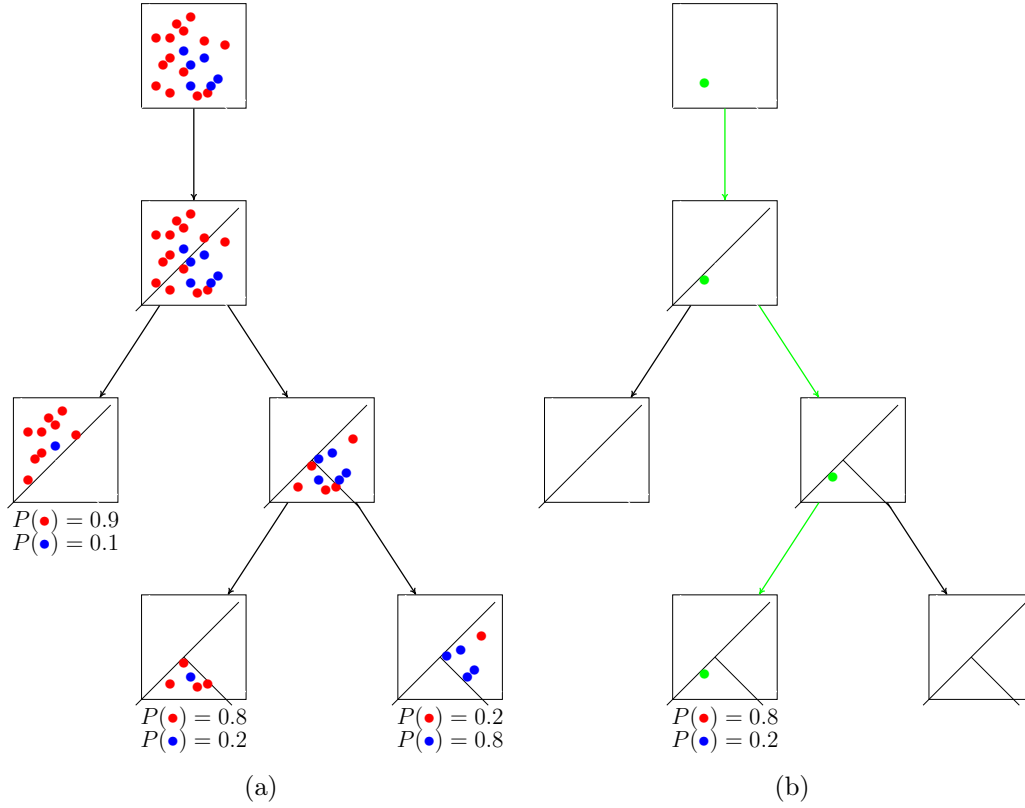 P(●) = 0.9
P(●) = 0.1
P(●) = 0.8
P(●) = 0.2
P(●) = 0.2
P(●) = 0.8
P(●) = 0.8
P(●) = 0.2
(a)
(b)